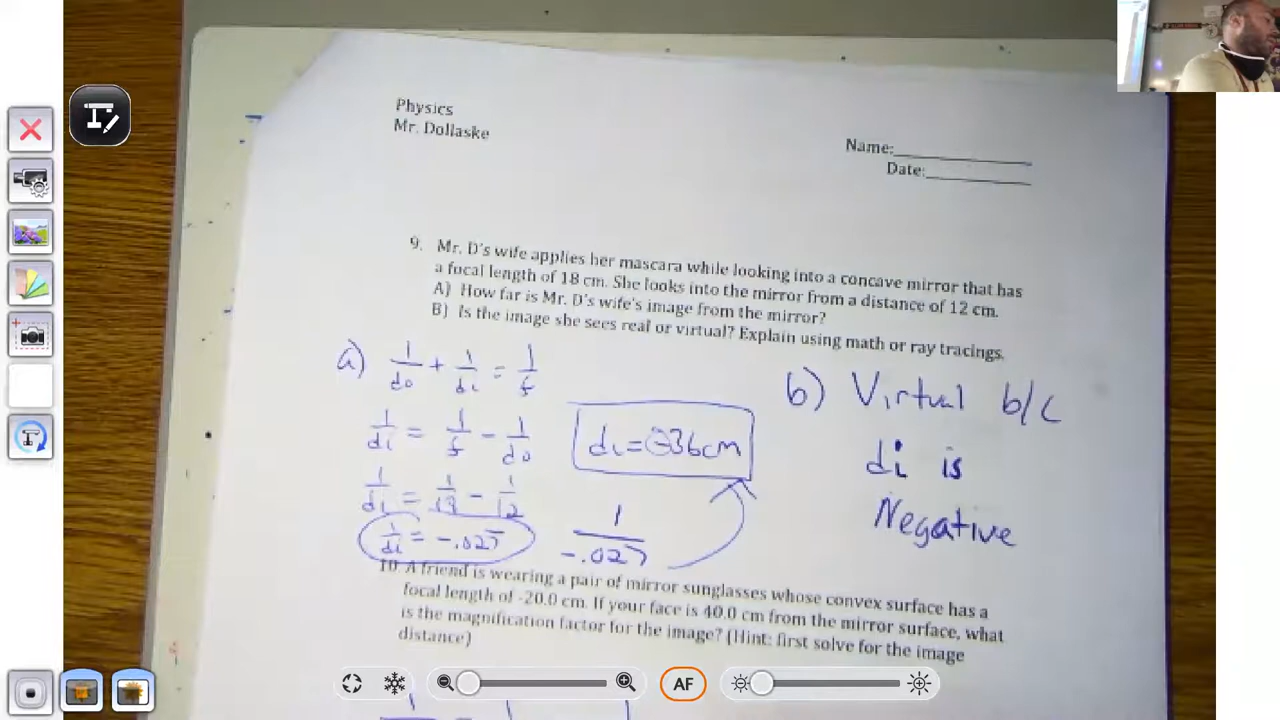 Physics
Mr. Dollaske
Name:
Date:
9. Mr. D's wife applies her mascara while looking into a concave mirror that has
a focal length of 18 cm. She looks into the mirror from a distance of 12 cm.
A) How far is Mr. D's wife's image from the mirror?
B) Is the image she sees real or virtual? Explain using math or ray tracings.
a) 1/do + 1/di = 1/f
1/di = 1/f - 1/do
1/di = 1/18 - 1/12
1/di = -.027
1/-.027
di = -36cm
b) Virtual b/c
di is
Negative
10. A friend is wearing a pair of mirror sunglasses whose convex surface has a
focal length of -20.0 cm. If your face is 40.0 cm from the mirror surface, what
is the magnification factor for the image? (Hint: first solve for the image
distance)
AF